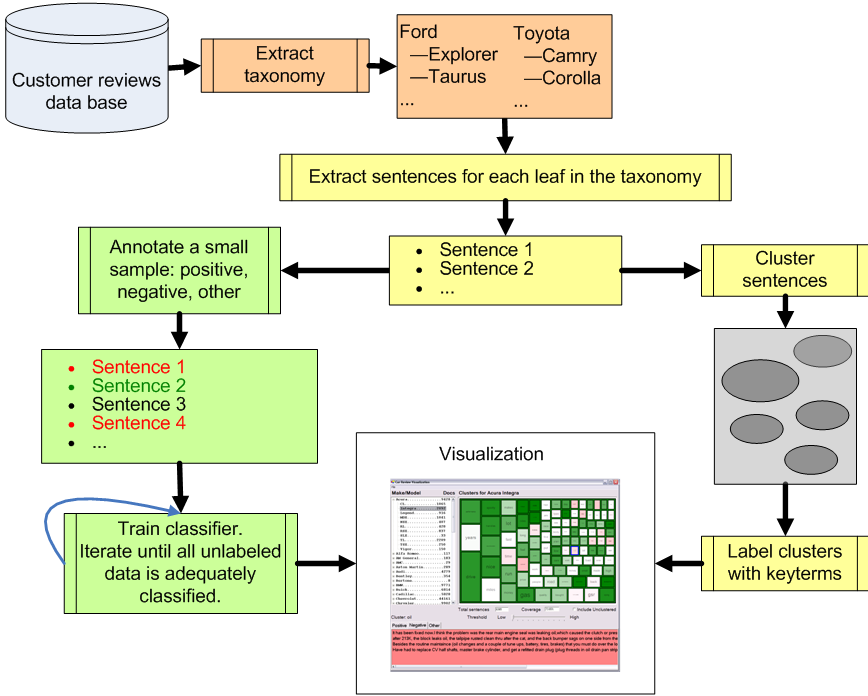 Customer reviews
data base
Extract
taxonomy
Ford
—Explorer
—Taurus
...
Toyota
—Camry
—Corolla
...
Extract sentences for each leaf in the taxonomy
Annotate a small
sample: positive,
negative, other
• Sentence 1
• Sentence 2
• ...
Cluster
sentences
• Sentence 1
• Sentence 2
• Sentence 3
• Sentence 4
• ...
Train classifier.
Iterate until all unlabeled
data is adequately
classified.
Visualization
Car Review Visualization
Make/Model Docs
Clusters for Acura Integra
Total sentences
Coverage
Include Unclustered
Threshold Low
High
Cluster: oil
Positive Negative Other
Label clusters
with keyterms